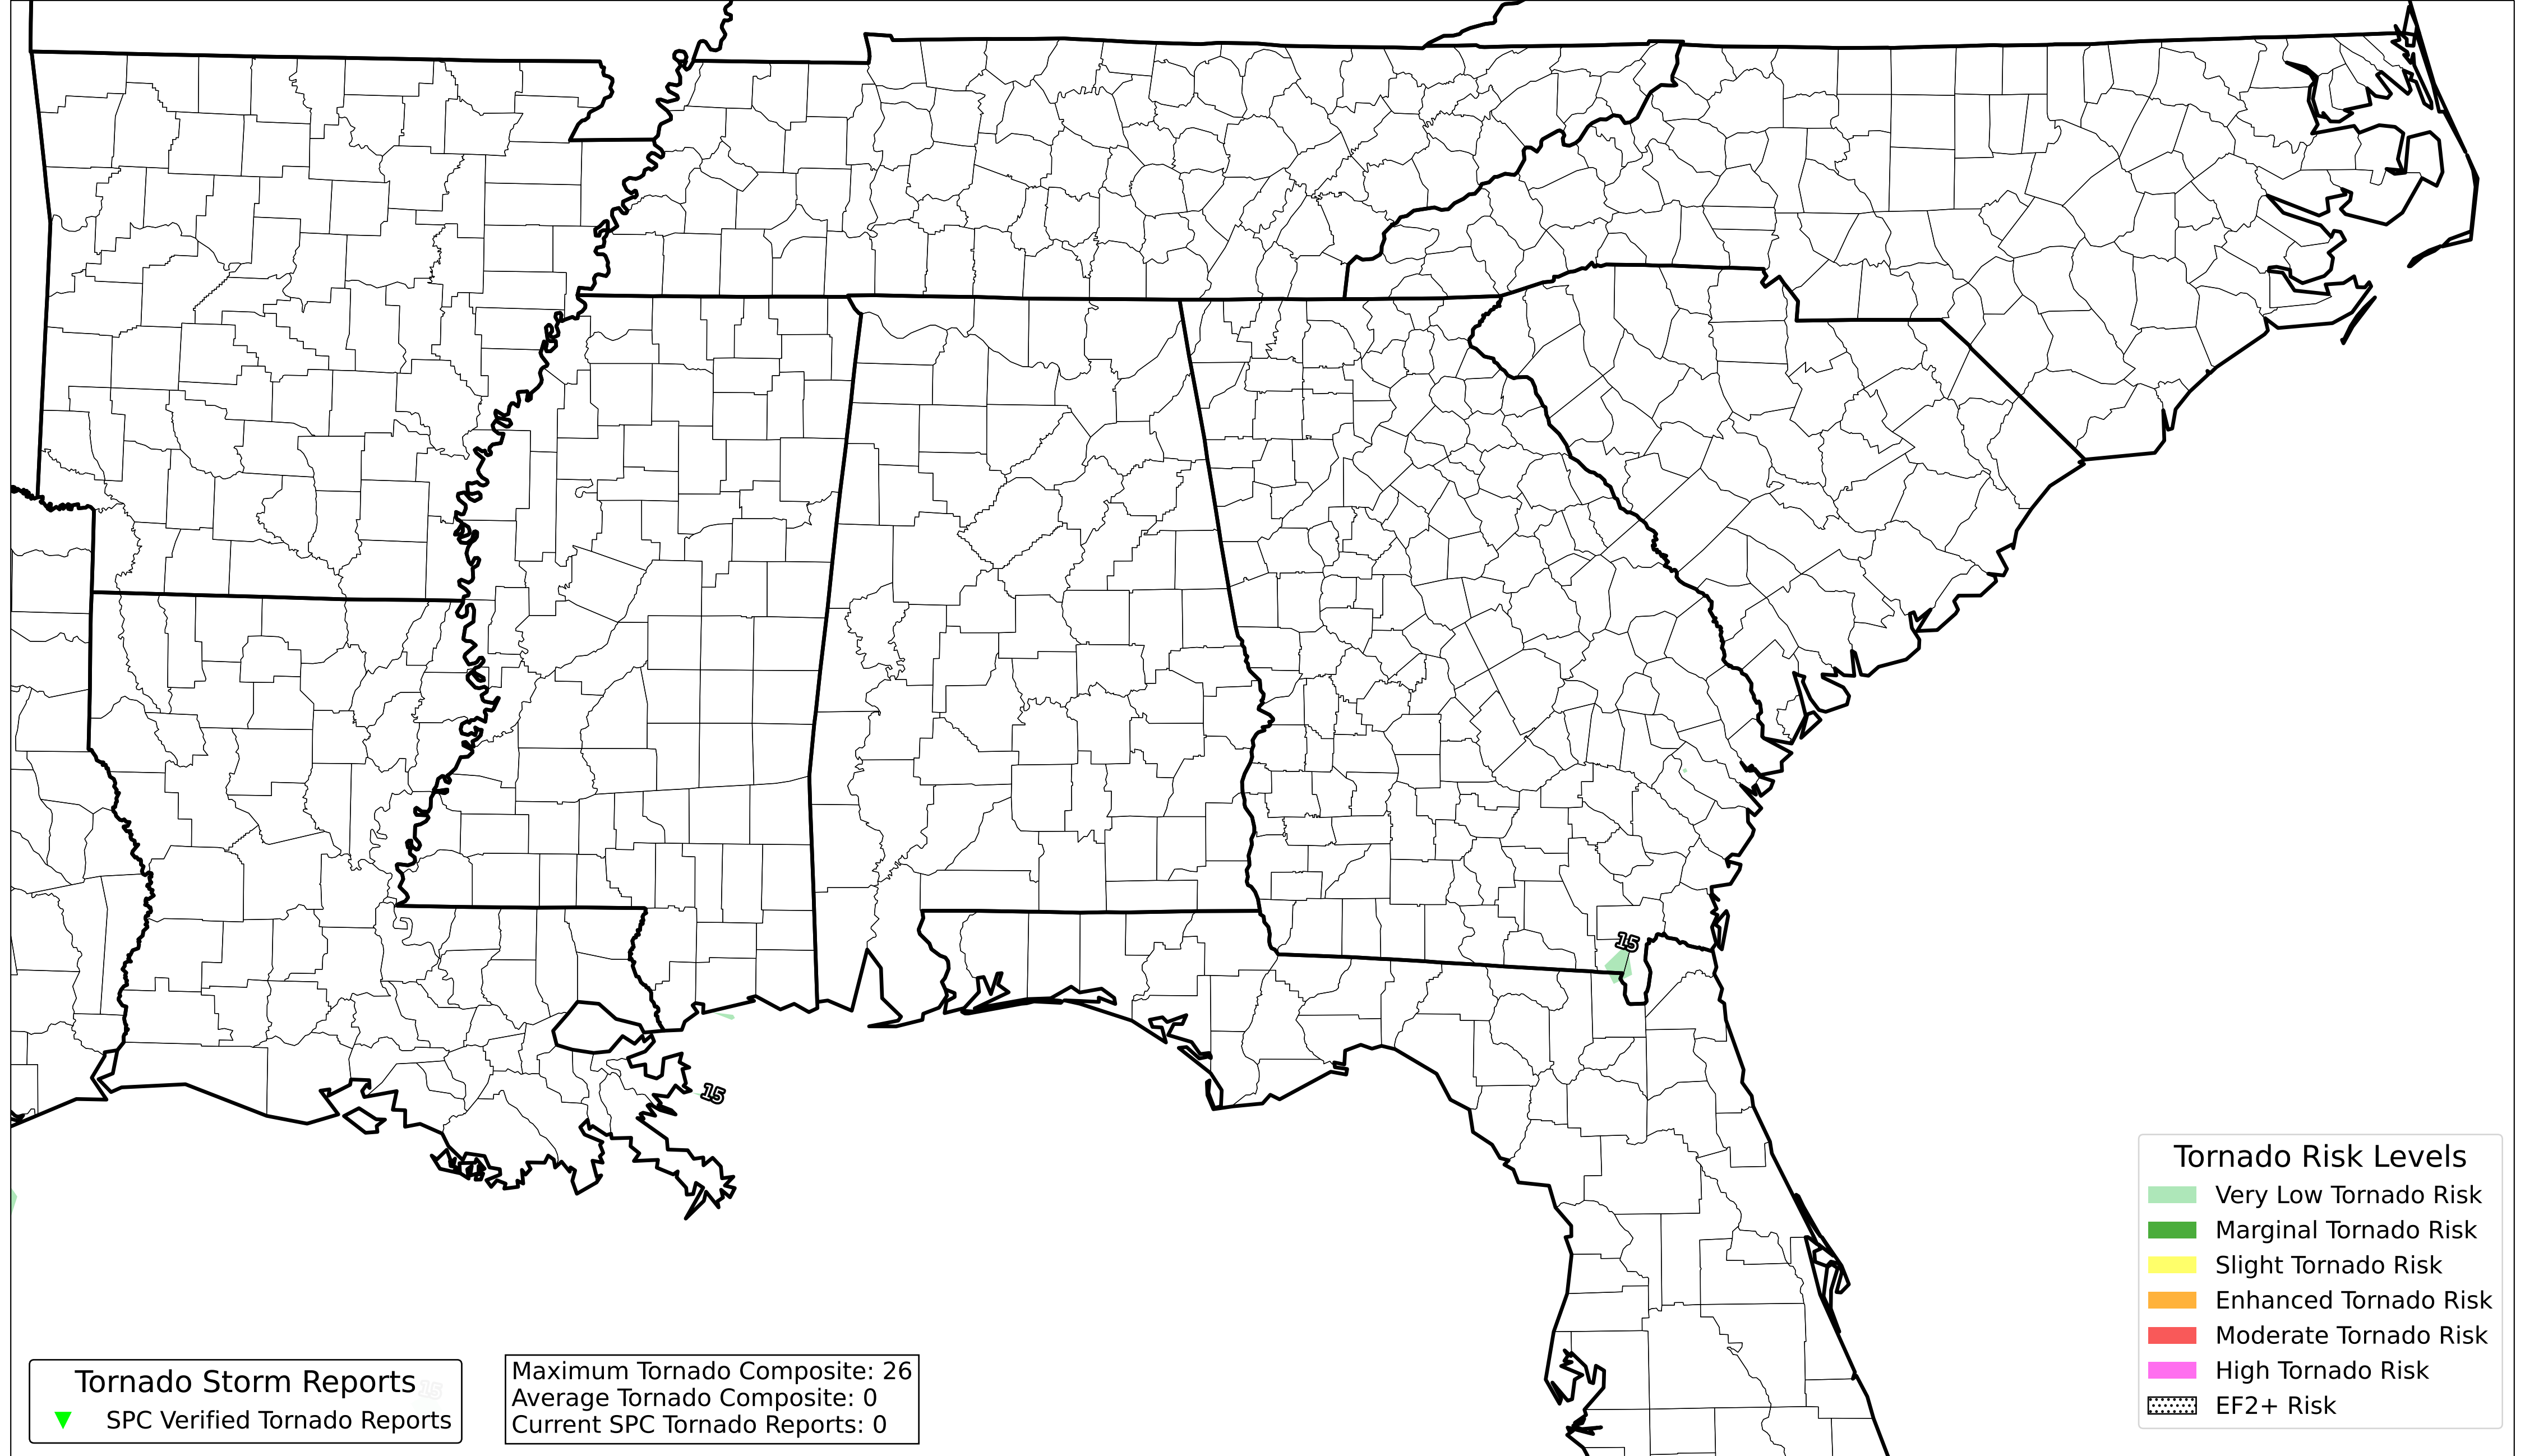 15
15
Tornado Risk Levels
Very Low Tornado Risk
Marginal Tornado Risk
Slight Tornado Risk
Enhanced Tornado Risk
Moderate Tornado Risk
High Tornado Risk
EF2+ Risk
Tornado Storm Reports
15
SPC Verified Tornado Reports
Maximum Tornado Composite: 26
Average Tornado Composite: 0
Current SPC Tornado Reports: 0